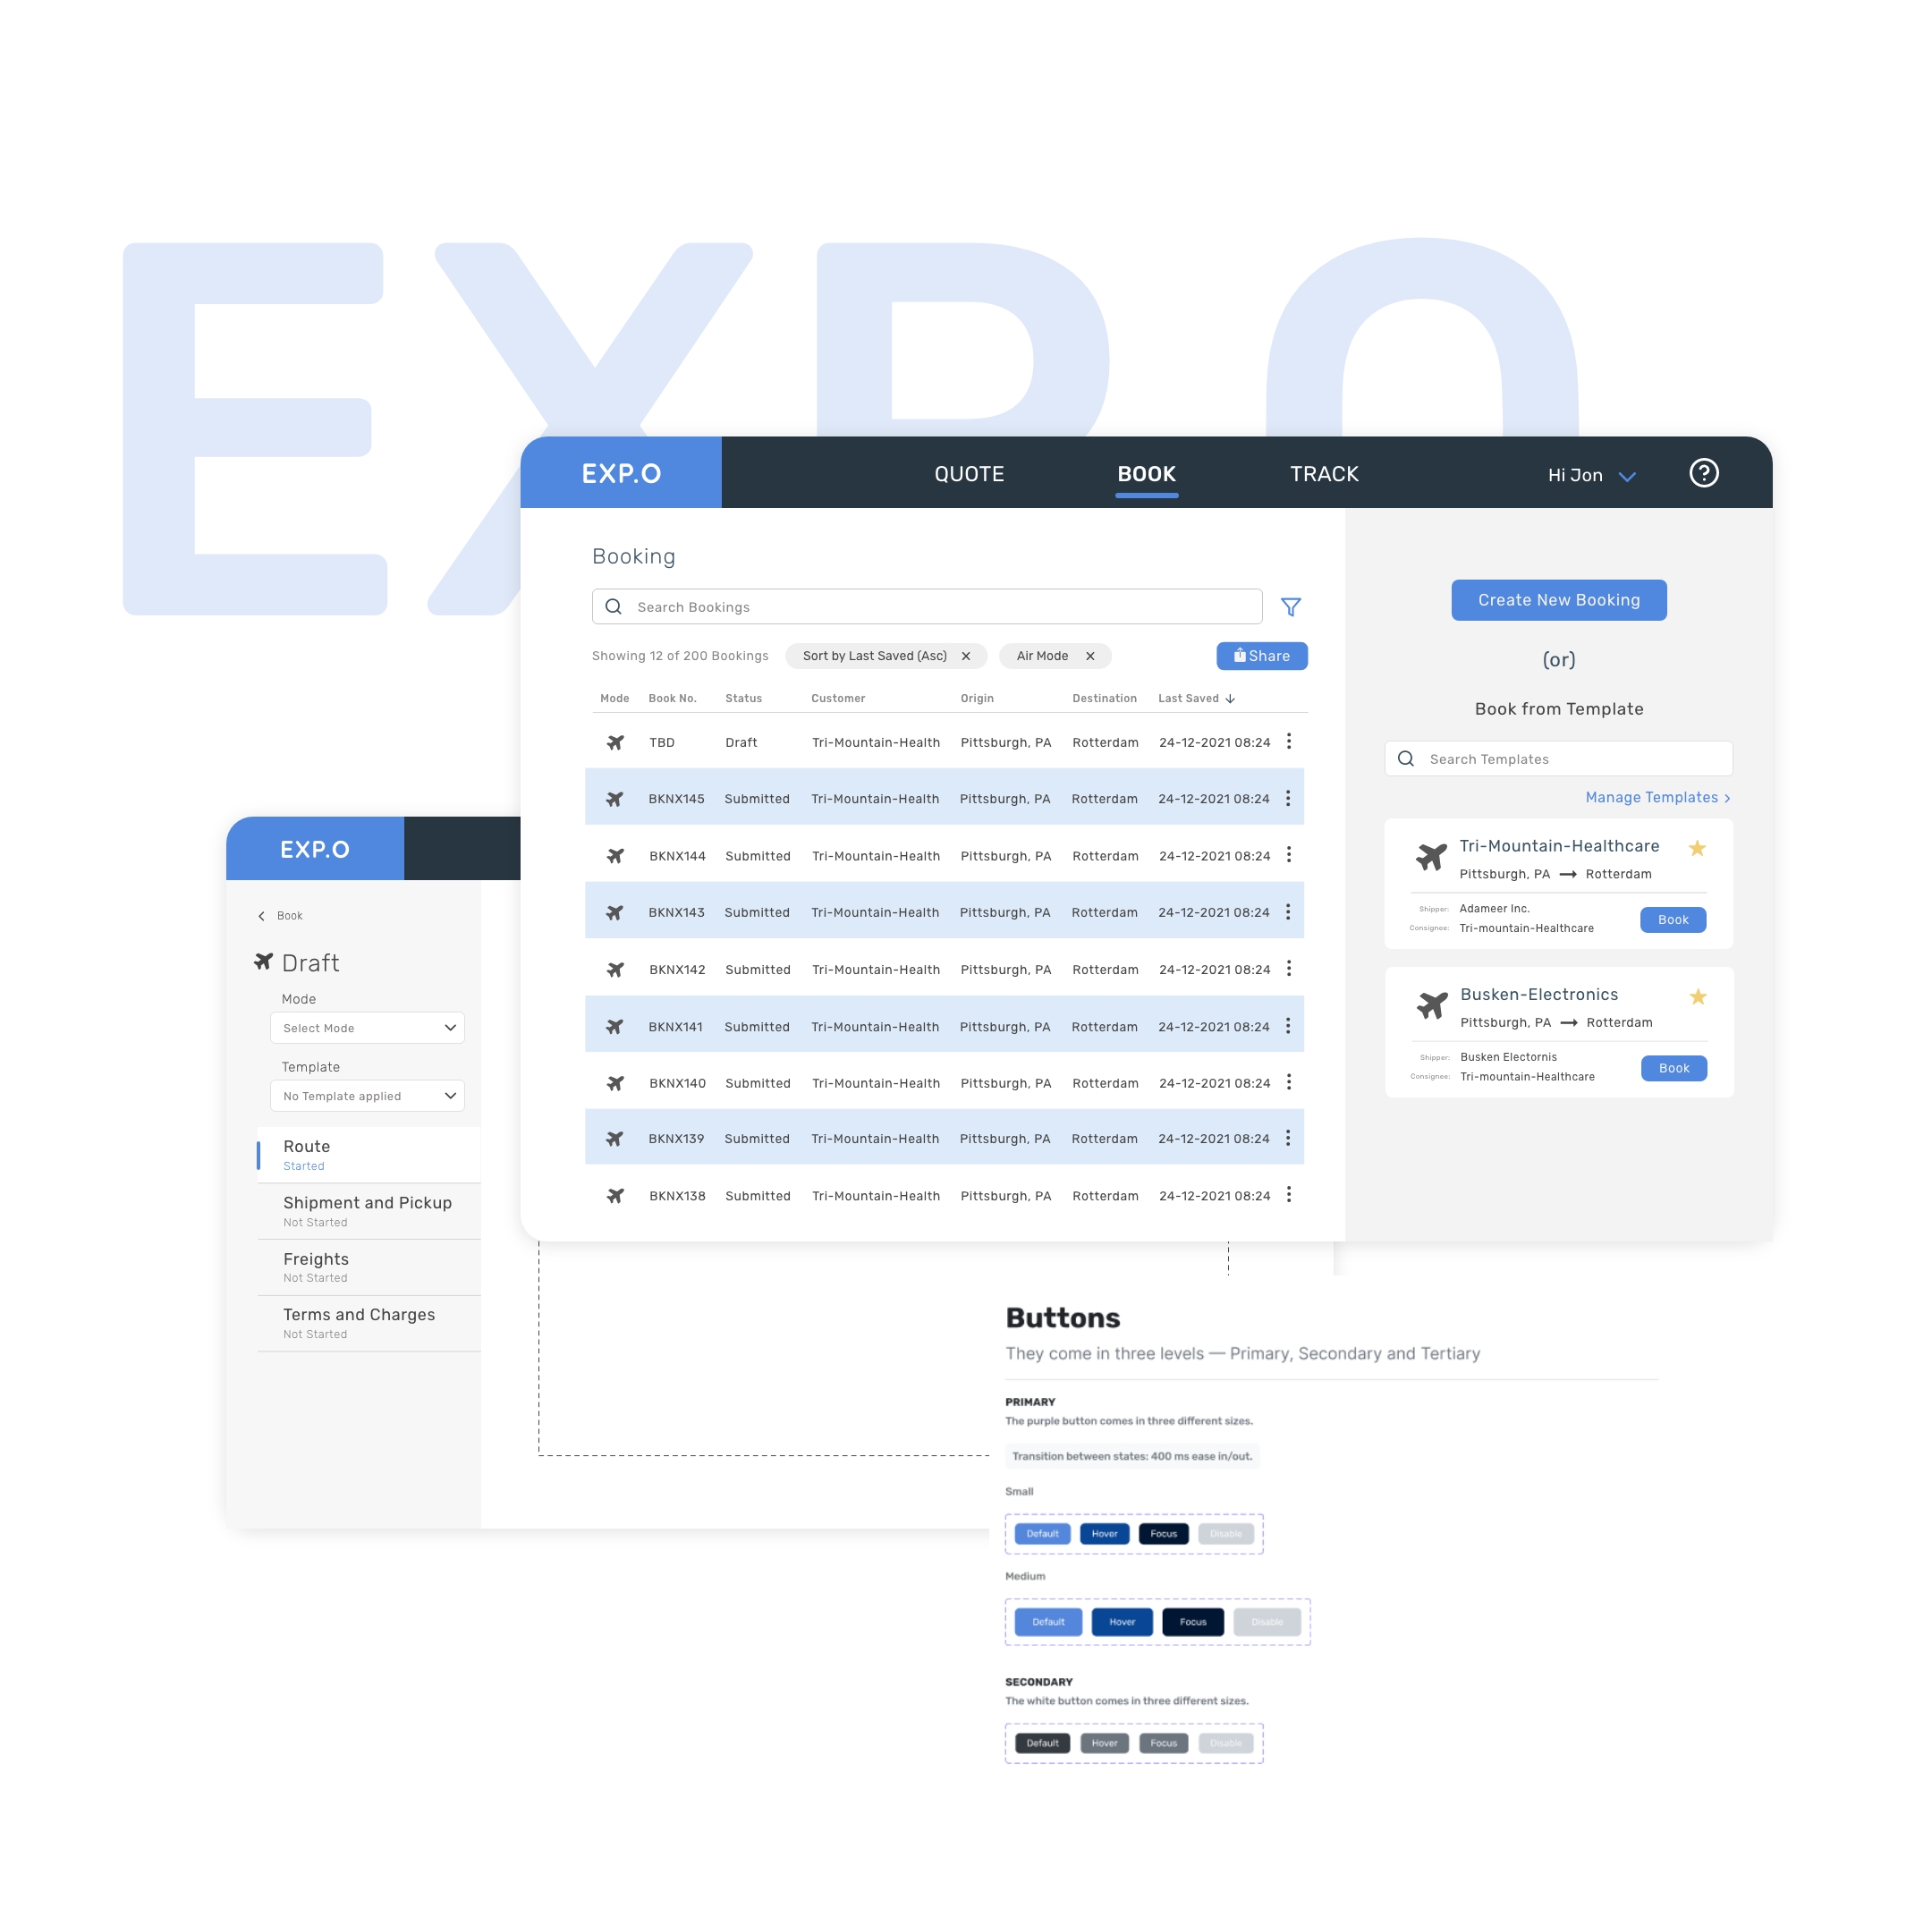 EXP.O
EXP.O QUOTE BOOK TRACK Hi Jon ?
Booking
Search Bookings
Showing 12 of 200 Bookings Sort by Last Saved (Asc) × Air Mode × Share
Mode Book No. Status Customer Origin Destination Last Saved ↓
TBD Draft Tri-Mountain-Health Pittsburgh, PA Rotterdam 24-12-2021 08:24
BKNX145 Submitted Tri-Mountain-Health Pittsburgh, PA Rotterdam 24-12-2021 08:24
BKNX144 Submitted Tri-Mountain-Health Pittsburgh, PA Rotterdam 24-12-2021 08:24
BKNX143 Submitted Tri-Mountain-Health Pittsburgh, PA Rotterdam 24-12-2021 08:24
BKNX142 Submitted Tri-Mountain-Health Pittsburgh, PA Rotterdam 24-12-2021 08:24
BKNX141 Submitted Tri-Mountain-Health Pittsburgh, PA Rotterdam 24-12-2021 08:24
BKNX140 Submitted Tri-Mountain-Health Pittsburgh, PA Rotterdam 24-12-2021 08:24
BKNX139 Submitted Tri-Mountain-Health Pittsburgh, PA Rotterdam 24-12-2021 08:24
BKNX138 Submitted Tri-Mountain-Health Pittsburgh, PA Rotterdam 24-12-2021 08:24
Create New Booking
(or)
Book from Template
Search Templates
Manage Templates >
Tri-Mountain-Healthcare
Pittsburgh, PA → Rotterdam
Shipper: Adameer Inc.
Consignee: Tri-mountain-Healthcare
Book
Busken-Electronics
Pittsburgh, PA → Rotterdam
Shipper: Busken Electornis
Consignee: Tri-mountain-Healthcare
Book
EXP.O
< Book
Draft
Mode
Select Mode
Template
No Template applied
Route
Started
Shipment and Pickup
Not Started
Freights
Not Started
Terms and Charges
Not Started
Buttons
They come in three levels — Primary, Secondary and Tertiary
PRIMARY
The purple button comes in three different sizes.
Transition between states: 400 ms ease in/out.
Small
Default Hover Focus Disable
Medium
Default Hover Focus Disable
SECONDARY
The white button comes in three different sizes.
Default Hover Focus Disable